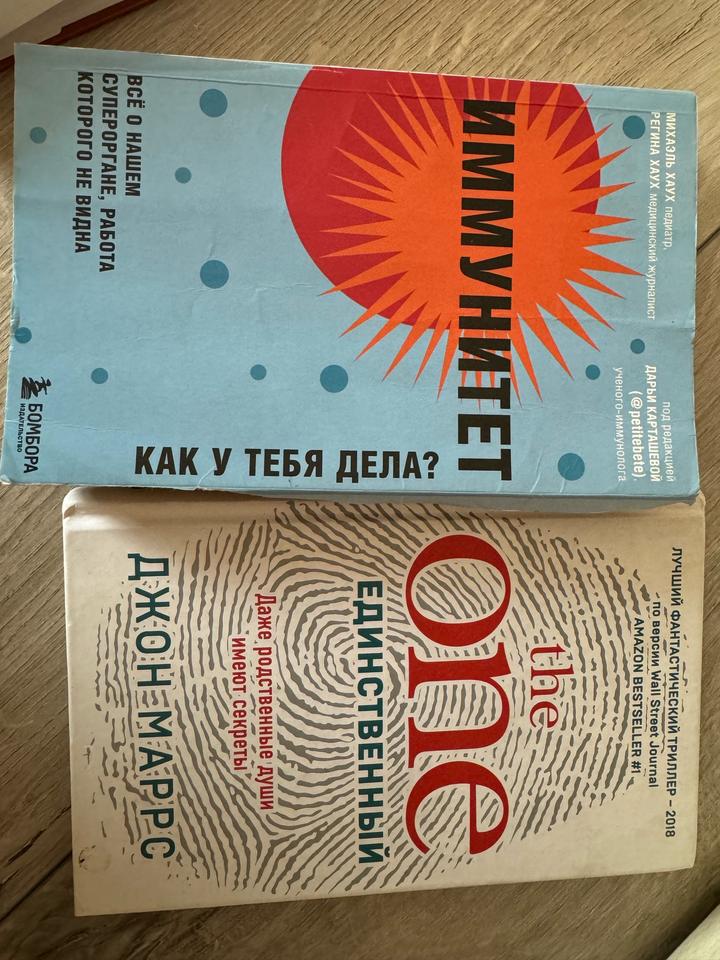 МИХАЭЛЬ ХАУХ педиатр,
РЕГИНА ХАУХ медицинский журналист
под редакцией
ДАРЬИ КАРТАШЕВОЙ
(@petitebete),
ученого-иммунолога
ИММУНИТЕТ
КАК У ТЕБЯ ДЕЛА?
ВСЁ О НАШЕМ
СУПЕРОРГАНЕ, РАБОТА
КОТОРОГО НЕ ВИДНА
БОМБОРА
ИЗДАТЕЛЬСТВО
ЛУЧШИЙ ФАНТАСТИЧЕСКИЙ ТРИЛЛЕР – 2018
по версии Wall Street Journal
AMAZON BESTSELLER #1
the
one
ЕДИНСТВЕННЫЙ
Даже родственные души
имеют секреты
ДЖОН МАРРС